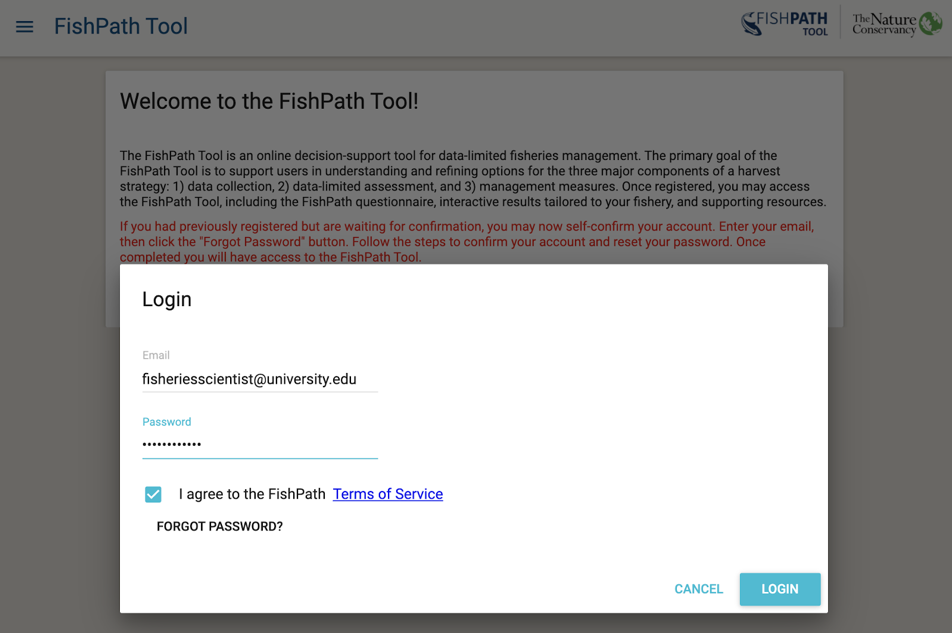 FishPath Tool
FISHPATH
TOOL
The Nature
Conservancy
Welcome to the FishPath Tool!
The FishPath Tool is an online decision-support tool for data-limited fisheries management. The primary goal of the
FishPath Tool is to support users in understanding and refining options for the three major components of a harvest
strategy: 1) data collection, 2) data-limited assessment, and 3) management measures. Once registered, you may access
the FishPath Tool, including the FishPath questionnaire, interactive results tailored to your fishery, and supporting resources.
If you had previously registered but are waiting for confirmation, you may now self-confirm your account. Enter your email,
then click the "Forgot Password" button. Follow the steps to confirm your account and reset your password. Once
completed you will have access to the FishPath Tool.
Login
Email
fisheriesscientist@university.edu
Password
••••••••••••
I agree to the FishPath Terms of Service
FORGOT PASSWORD?
CANCEL
LOGIN